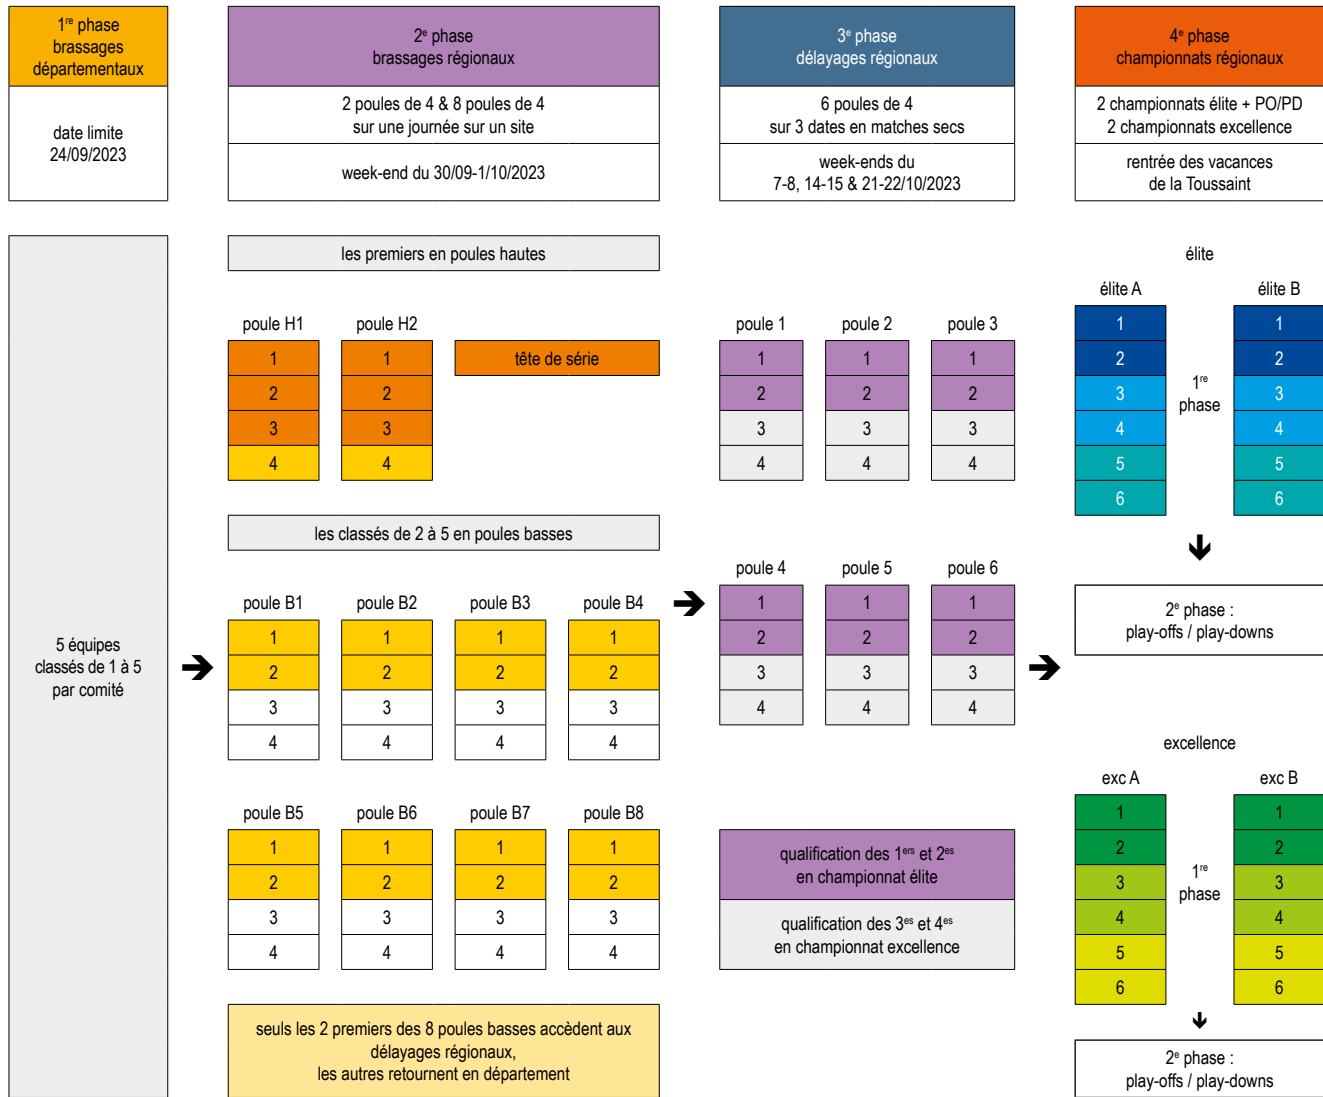 1re phase
brassages
départementaux
date limite
24/09/2023
2e phase
brassages régionaux
2 poules de 4 & 8 poules de 4
sur une journée sur un site
week-end du 30/09-1/10/2023
3e phase
délayages régionaux
6 poules de 4
sur 3 dates en matches secs
week-ends du
7-8, 14-15 & 21-22/10/2023
4e phase
championnats régionaux
2 championnats élite + PO/PD
2 championnats excellence
rentrée des vacances
de la Toussaint
5 équipes
classés de 1 à 5
par comité
les premiers en poules hautes
poule H1 poule H2
1 1 tête de série
2 2
3 3
4 4
les classés de 2 à 5 en poules basses
poule B1 poule B2 poule B3 poule B4
1 1 1 1
2 2 2 2
3 3 3 3
4 4 4 4
poule B5 poule B6 poule B7 poule B8
1 1 1 1
2 2 2 2
3 3 3 3
4 4 4 4
seuls les 2 premiers des 8 poules basses accèdent aux
délayages régionaux,
les autres retournent en département
poule 1 poule 2 poule 3
1 1 1
2 2 2
3 3 3
4 4 4
poule 4 poule 5 poule 6
1 1 1
2 2 2
3 3 3
4 4 4
qualification des 1ers et 2es
en championnat élite
qualification des 3es et 4es
en championnat excellence
élite
élite A élite B
1 1
2 2
1re
phase
3 3
4 4
5 5
6 6
2e phase :
play-offs / play-downs
excellence
exc A exc B
1 1
2 2
1re
phase
3 3
4 4
5 5
6 6
2e phase :
play-offs / play-downs